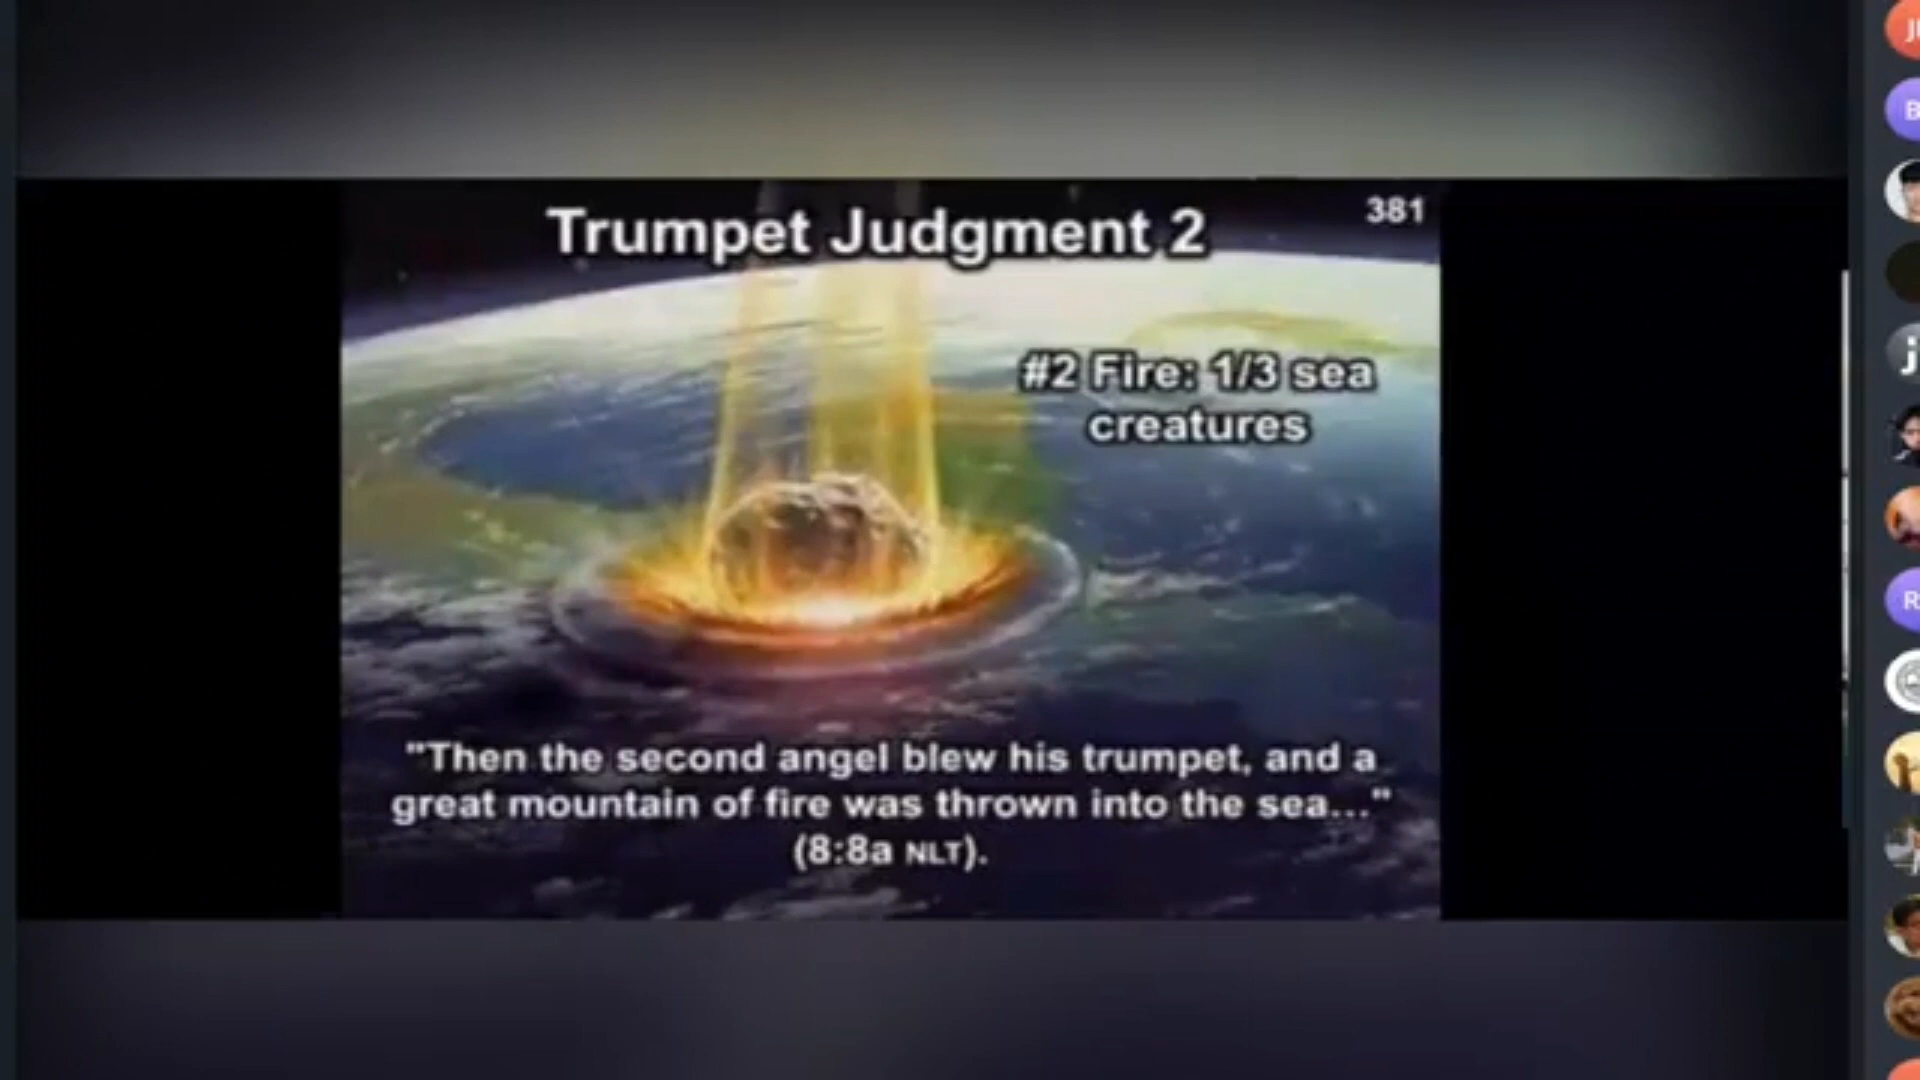 Trumpet Judgment 2
381
#2 Fire: 1/3 sea
creatures
"Then the second angel blew his trumpet, and a
great mountain of fire was thrown into the sea..."
(8:8a NLT).
B
j
R